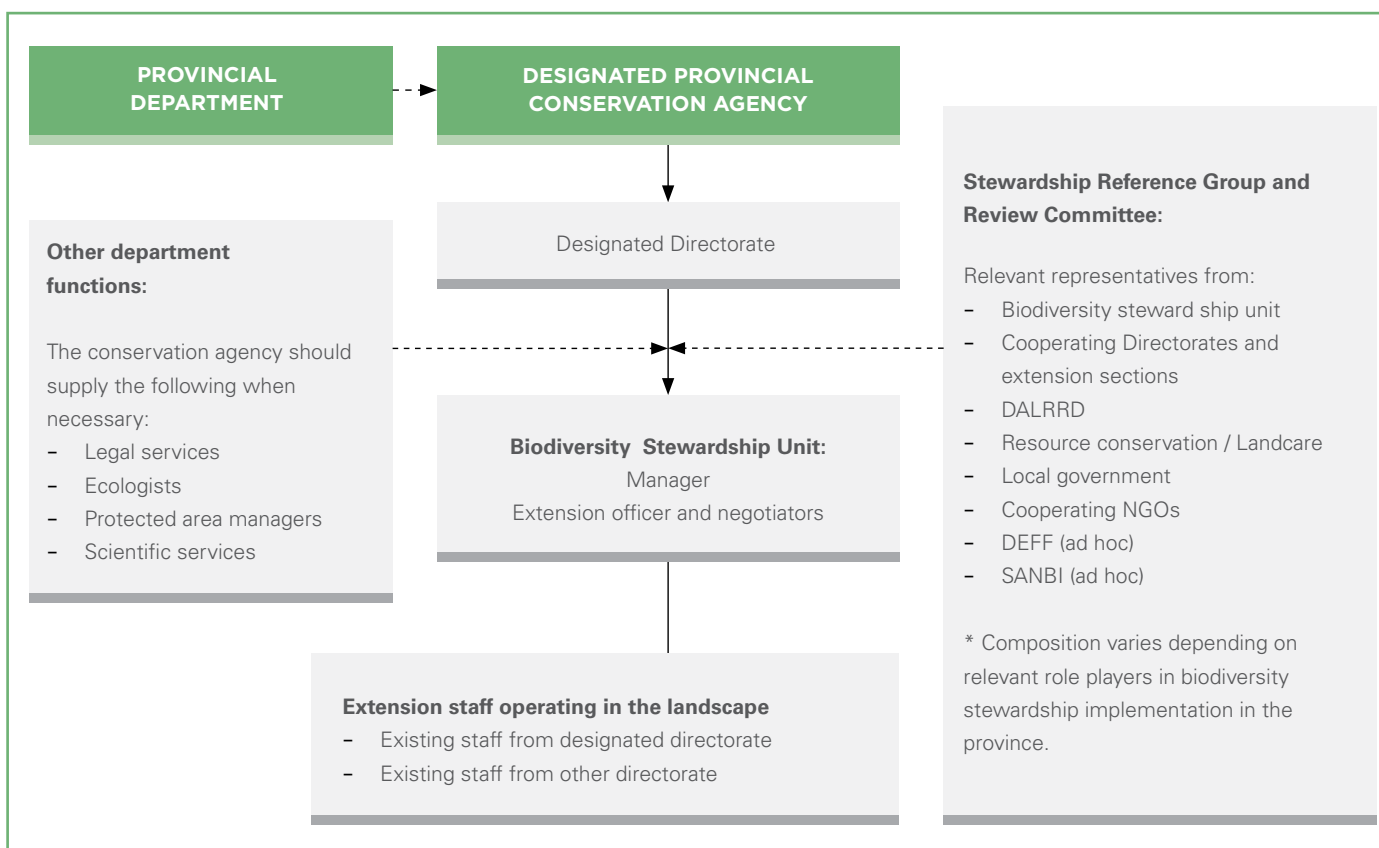 PROVINCIAL
DEPARTMENT
DESIGNATED PROVINCIAL
CONSERVATION AGENCY
Designated Directorate
Other department
functions:
The conservation agency should
supply the following when
necessary:
- Legal services
- Ecologists
- Protected area managers
- Scientific services
Biodiversity Stewardship Unit:
Manager
Extension officer and negotiators
Extension staff operating in the landscape
- Existing staff from designated directorate
- Existing staff from other directorate
Stewardship Reference Group and
Review Committee:
Relevant representatives from:
- Biodiversity steward ship unit
- Cooperating Directorates and
extension sections
- DALRRD
- Resource conservation / Landcare
- Local government
- Cooperating NGOs
- DEFF (ad hoc)
- SANBI (ad hoc)
* Composition varies depending on
relevant role players in biodiversity
stewardship implementation in the
province.